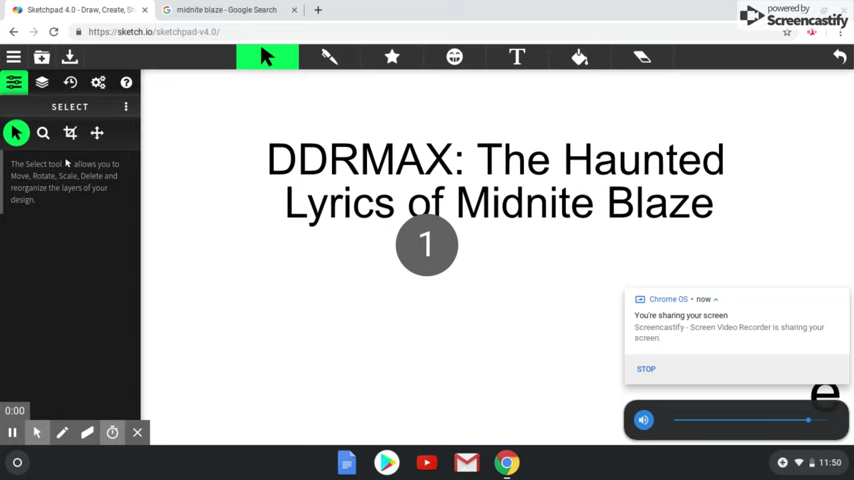 Sketchpad 4.0 - Draw, Create, Sh
midnite blaze - Google Search
powered by
Screencastify
https://sketch.io/sketchpad-v4.0/
T
SELECT
The Select tool allows you to
Move, Rotate, Scale, Delete and
reorganize the layers of your
design.
DDRMAX: The Haunted
Lyrics of Midnite Blaze
1
Chrome OS • now
You're sharing your screen
Screencastify - Screen Video Recorder is sharing your
screen.
STOP
e
0:00
11:50